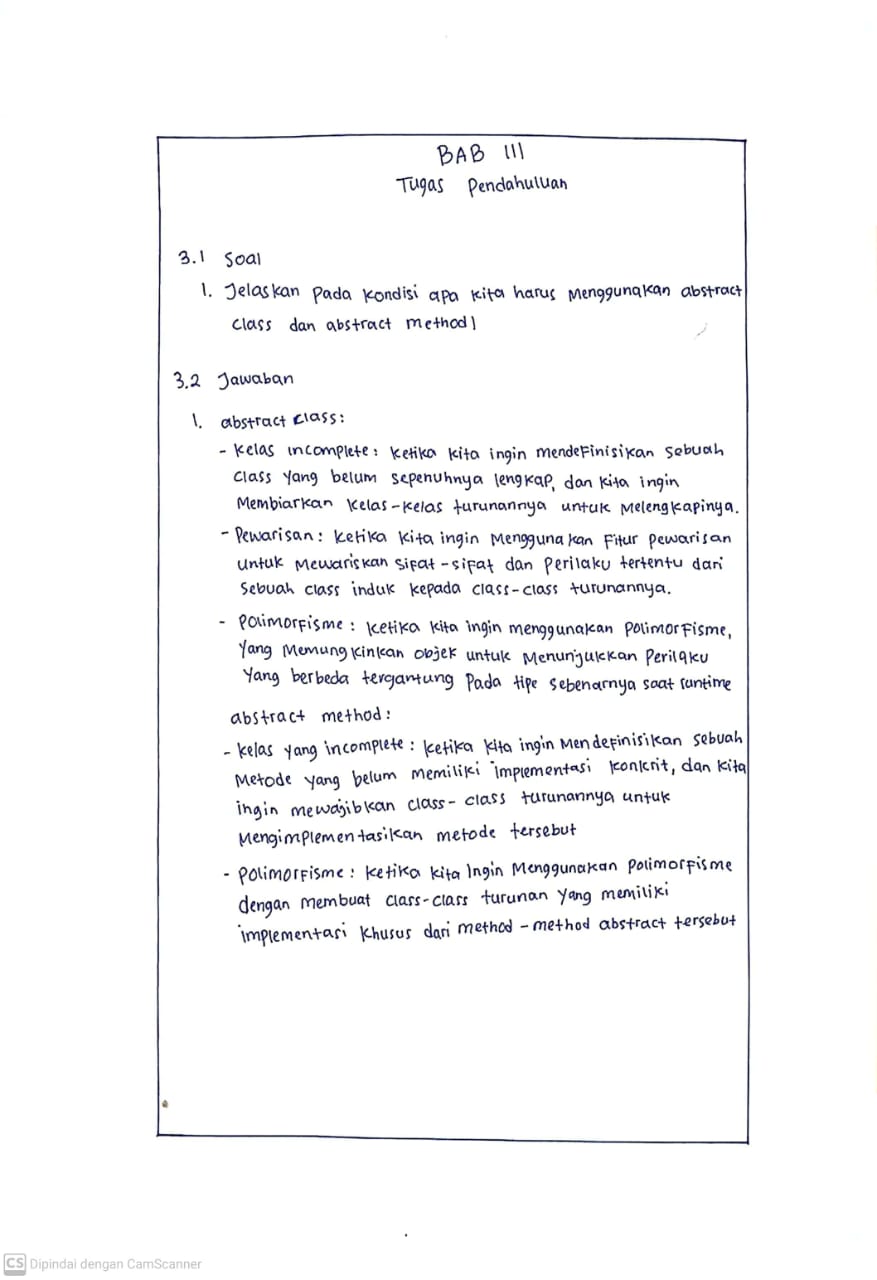 BAB III
Tugas Pendahuluan
3.1 Soal
1. Jelaskan pada kondisi apa kita harus menggunakan abstract
class dan abstract method!
3.2 Jawaban
1. abstract class:
- kelas incomplete: ketika kita ingin mendefinisikan sebuah
class yang belum sepenuhnya lengkap, dan kita ingin
membiarkan kelas-kelas turunannya untuk melengkapinya.
- Pewarisan: ketika kita ingin menggunakan fitur pewarisan
untuk mewariskan sifat-sifat dan perilaku tertentu dari
sebuah class induk kepada class-class turunannya.
- Polimorfisme: ketika kita ingin menggunakan polimorfisme,
yang memungkinkan objek untuk menunjukkan perilaku
yang berbeda tergantung pada tipe sebenarnya saat runtime
abstract method:
- kelas yang incomplete: ketika kita ingin mendefinisikan sebuah
metode yang belum memiliki implementasi konkrit, dan kita
ingin mewajibkan class-class turunannya untuk
mengimplementasikan metode tersebut
- polimorfisme: ketika kita ingin menggunakan polimorfisme
dengan membuat class-class turunan yang memiliki
implementasi khusus dari method-method abstract tersebut
CS Dipindai dengan CamScanner